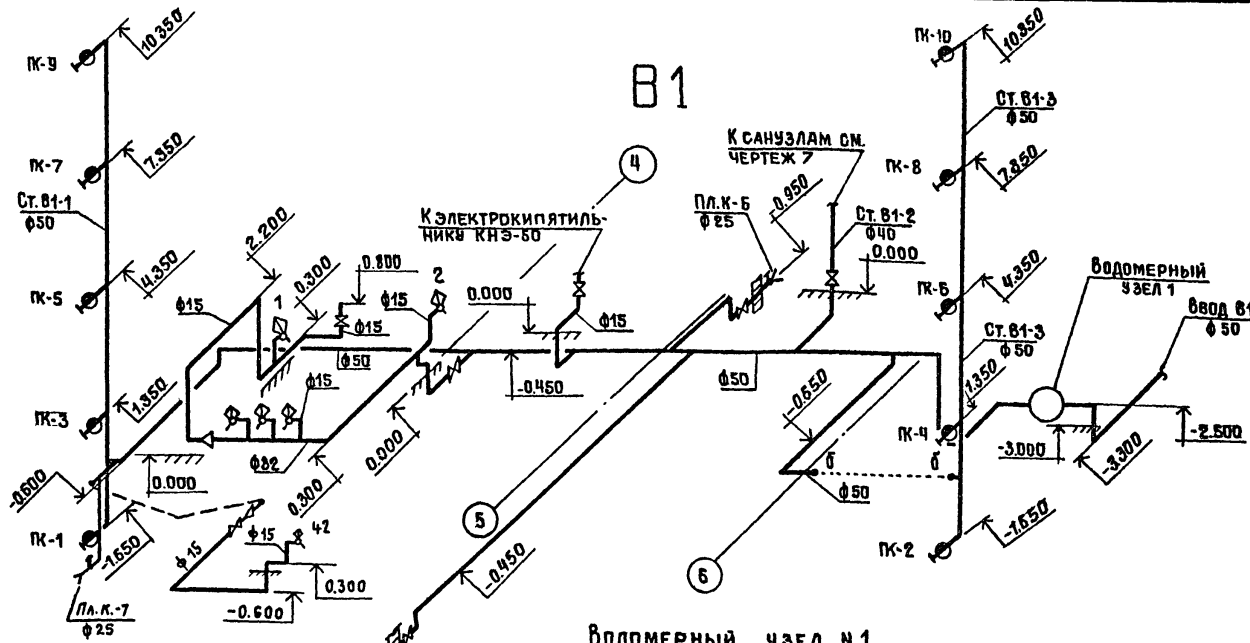 В1
ПК-9
10.350
ПК-7
7.350
Ст. В1-1
ф50
ПК-5
4.350
ПК-3
1.350
-0.600
0.000
ПК-1
-1.650
Пл.К.-7
ф25
ф15
2.200
1
0.300
0.800
ф15
ф50
ф15
ф32
0.300
ф15
ф15
42
0.300
-0.600
2
ф15
0.000
К ЭЛЕКТРОКИПЯТИЛЬ-
НИКУ КНЭ-50
0.000
ф15
-0.450
4
5
6
-0.450
Пл.К-Б
ф25
-0.950
К САНУЗЛАМ СМ.
ЧЕРТЕЖ 7
Ст. В1-2
ф40
0.000
ф50
-0.650
б
ф50
б
ПК-10
10.350
Ст. В1-3
ф50
ПК-8
7.350
ПК-6
4.350
Ст. В1-3
ф50
1.350
ПК-4
ПК-2
-1.650
ВОДОМЕРНЫЙ
УЗЕЛ 1
ВВОД В1
ф50
-3.000
-3.300
-2.600
ВОДОМЕРНЫЙ УЗЕЛ N1